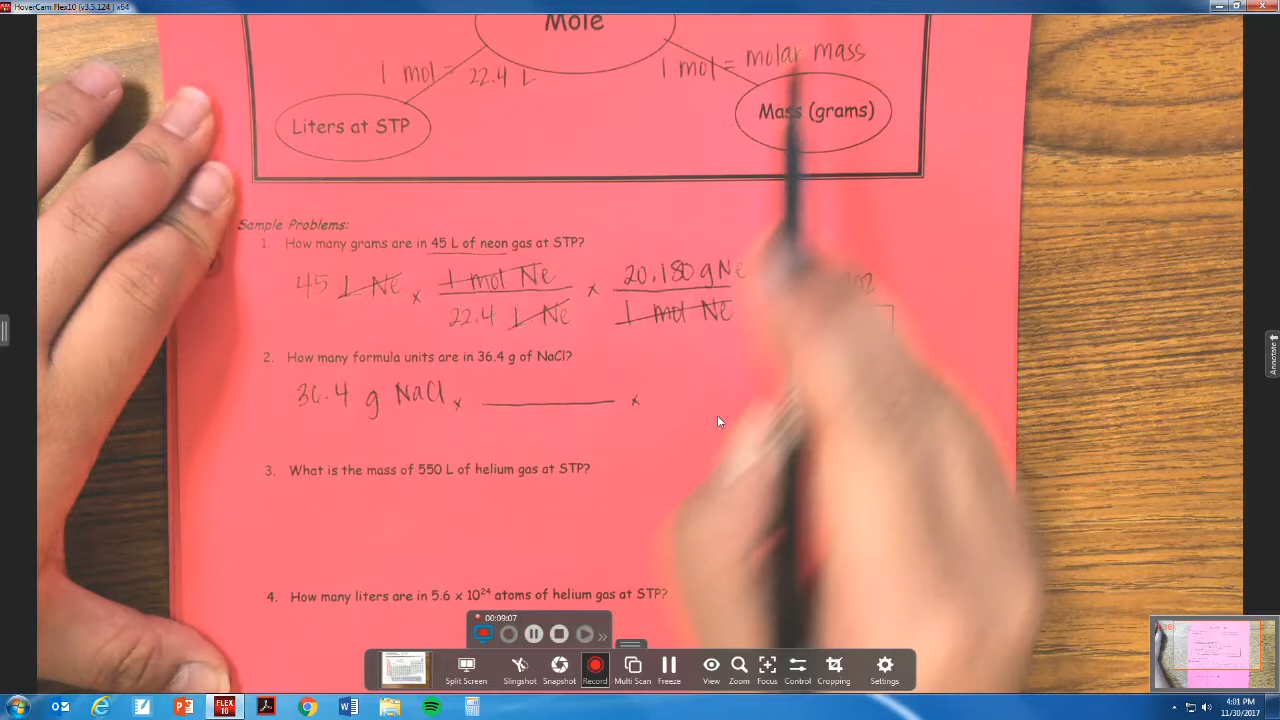 HoverCam Flex10 (v3.5.124 ) x64
Mole
1 mol = 22.4 L
1 mol = molar mass
Liters at STP
Mass (grams)
Sample Problems:
1. How many grams are in 45 L of neon gas at STP?
45 L Ne x 1 mol Ne / 22.4 L Ne x 20.180 g Ne / 1 mol Ne
2. How many formula units are in 36.4 g of NaCl?
36.4 g NaCl x x
3. What is the mass of 550 L of helium gas at STP?
4. How many liters are in 5.6 x 10²⁴ atoms of helium gas at STP?
Annotate
00:09:07
Split Screen Slingshot Snapshot Record Multi Scan Freeze View Zoom Focus Control Cropping Settings
FLEX 10
4:01 PM
11/30/2017